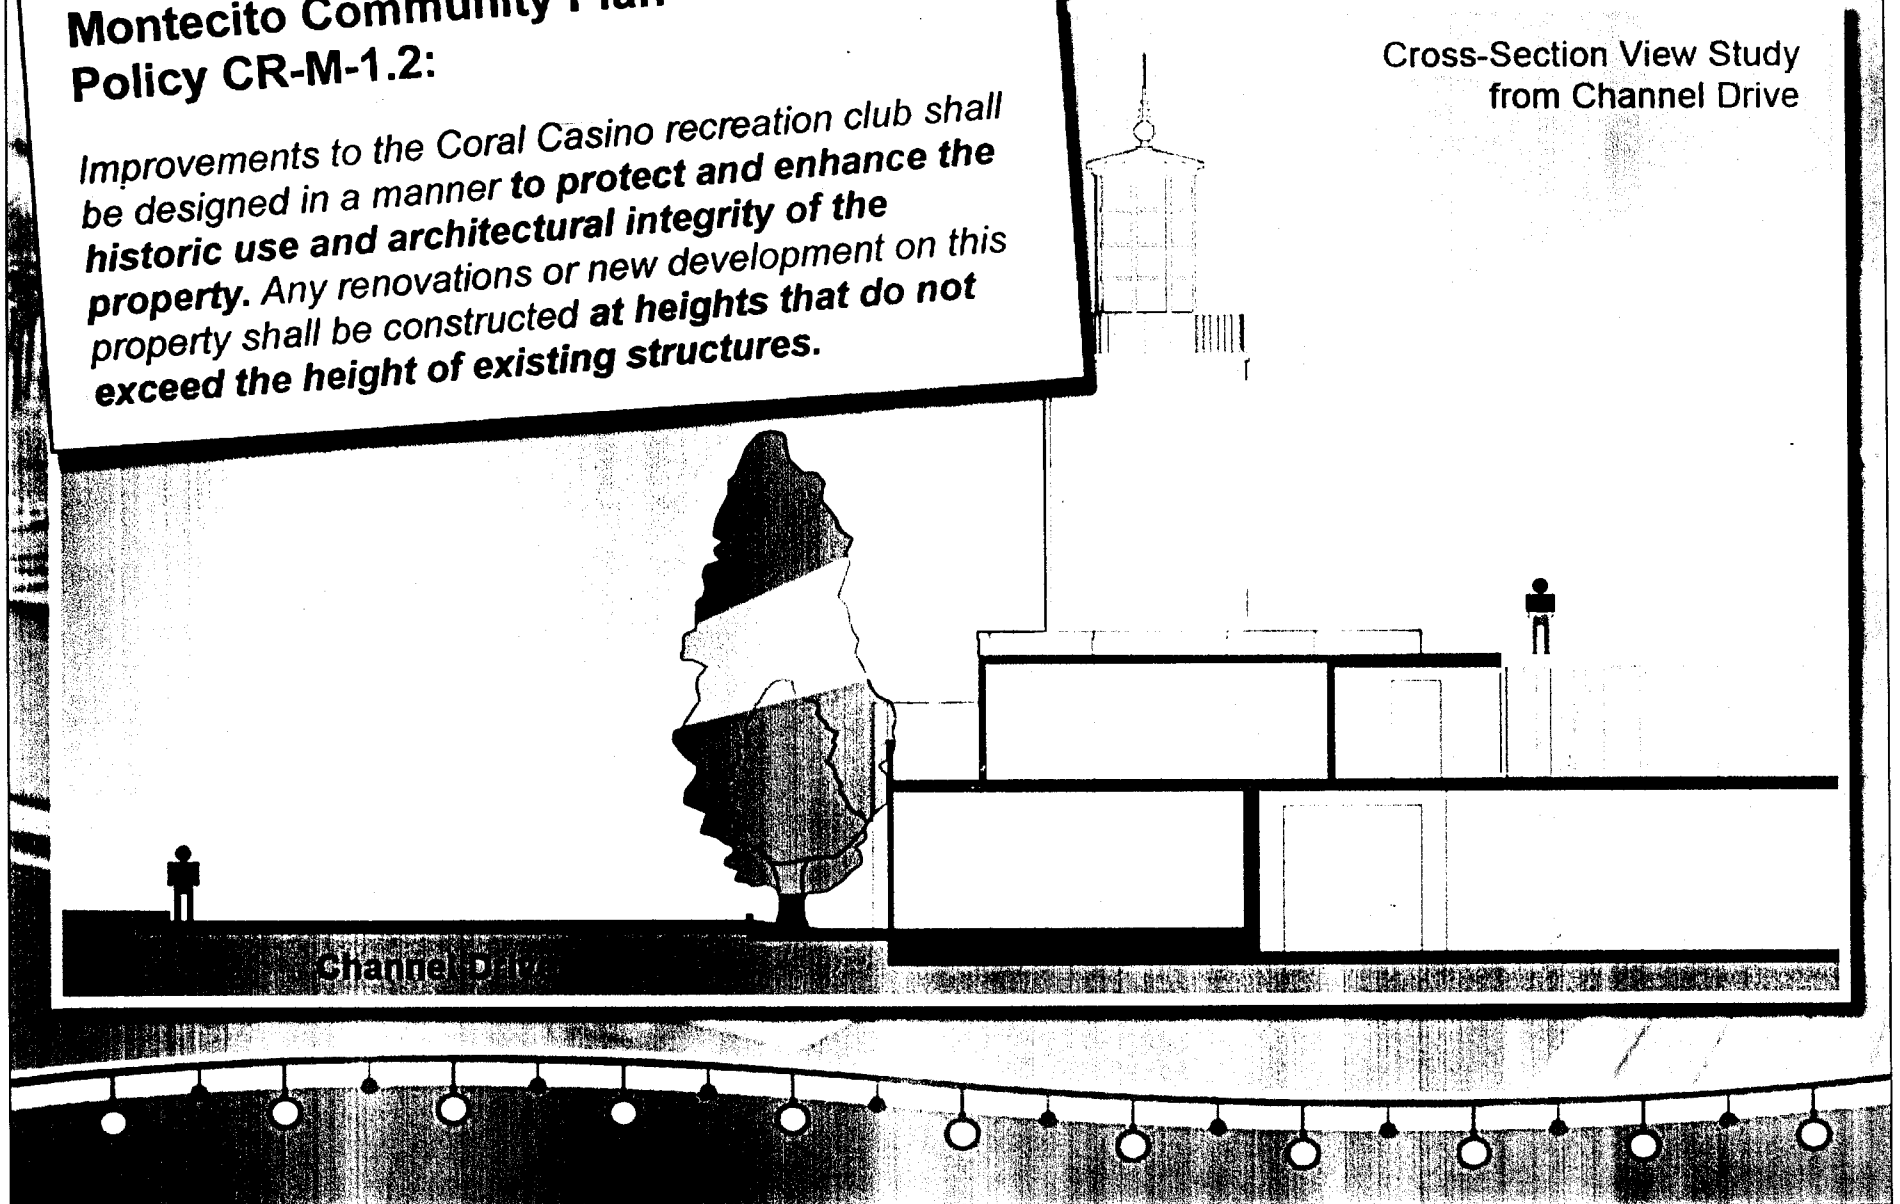 Montecito Community Plan
Policy CR-M-1.2:
Improvements to the Coral Casino recreation club shall
be designed in a manner to protect and enhance the
historic use and architectural integrity of the
property. Any renovations or new development on this
property shall be constructed at heights that do not
exceed the height of existing structures.
Cross-Section View Study
from Channel Drive
Channel Drive